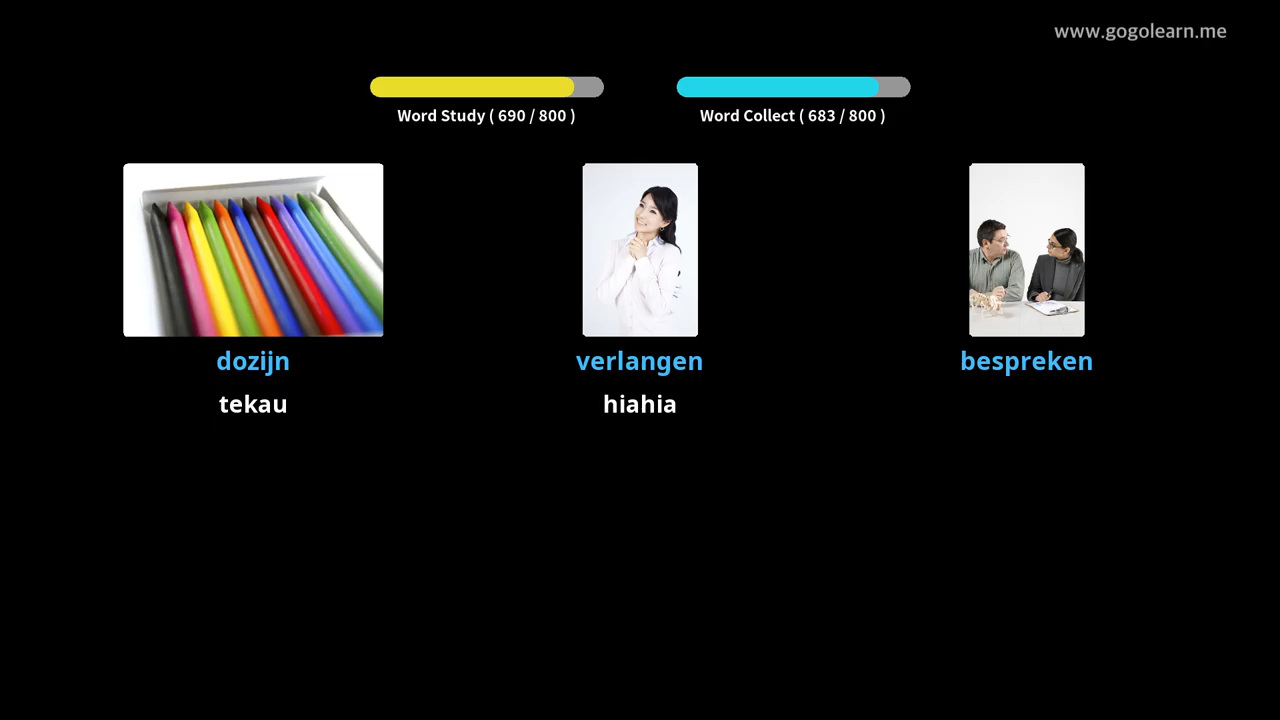 www.gogolearn.me
Word Study ( 690 / 800 )
Word Collect ( 683 / 800 )
dozijn
verlangen
bespreken
tekau
hiahia